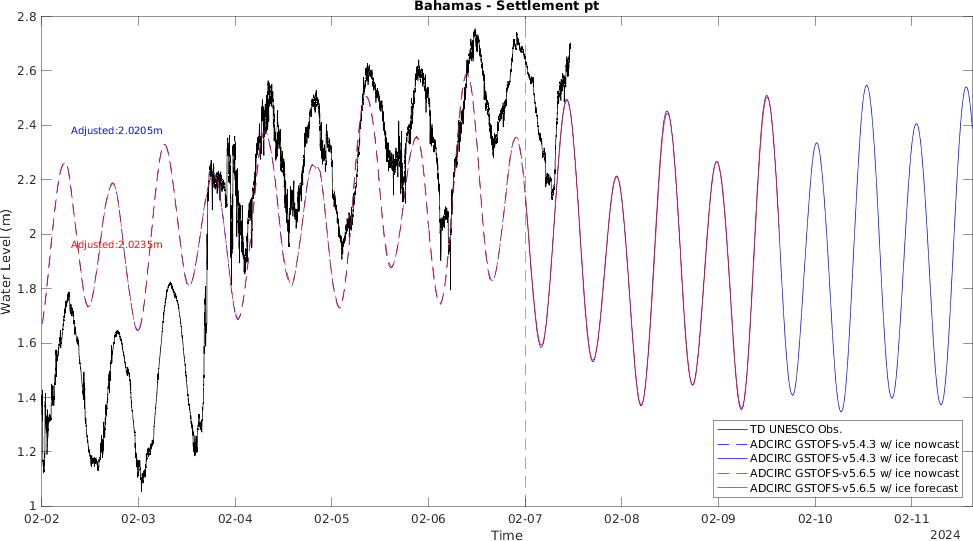 Bahamas - Settlement pt
2.8
2.6
2.4
2.2
2
1.8
1.6
1.4
1.2
1
Water Level (m)
Adjusted:2.0205m
Adjusted:2.0235m
TD UNESCO Obs.
ADCIRC GSTOFS-v5.4.3 w/ ice nowcast
ADCIRC GSTOFS-v5.4.3 w/ ice forecast
ADCIRC GSTOFS-v5.6.5 w/ ice nowcast
ADCIRC GSTOFS-v5.6.5 w/ ice forecast
02-02 02-03 02-04 02-05 02-06 02-07 02-08 02-09 02-10 02-11
Time
2024